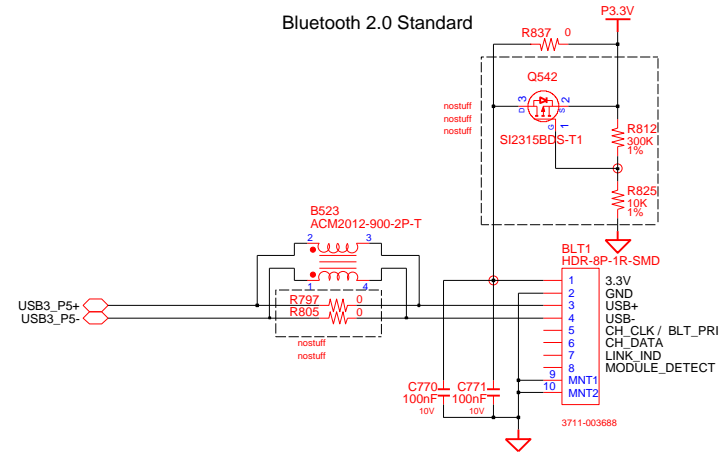 Bluetooth 2.0 Standard
P3.3V
R837 0
Q542
nostuff
nostuff
nostuff
3 D S 2
G 1
SI2315BDS-T1
R812
300K
1%
R825
10K
1%
B523
ACM2012-900-2P-T
2 3
1 4
BLT1
HDR-8P-1R-SMD
USB3_P5+
USB3_P5-
R797 0
R805 0
nostuff
nostuff
1 3.3V
2 GND
3 USB+
4 USB-
5 CH_CLK / BLT_PRI
6 CH_DATA
7 LINK_IND
8 MODULE_DETECT
9 MNT1
10 MNT2
C770
100nF
10V
C771
100nF
10V
3711-003688